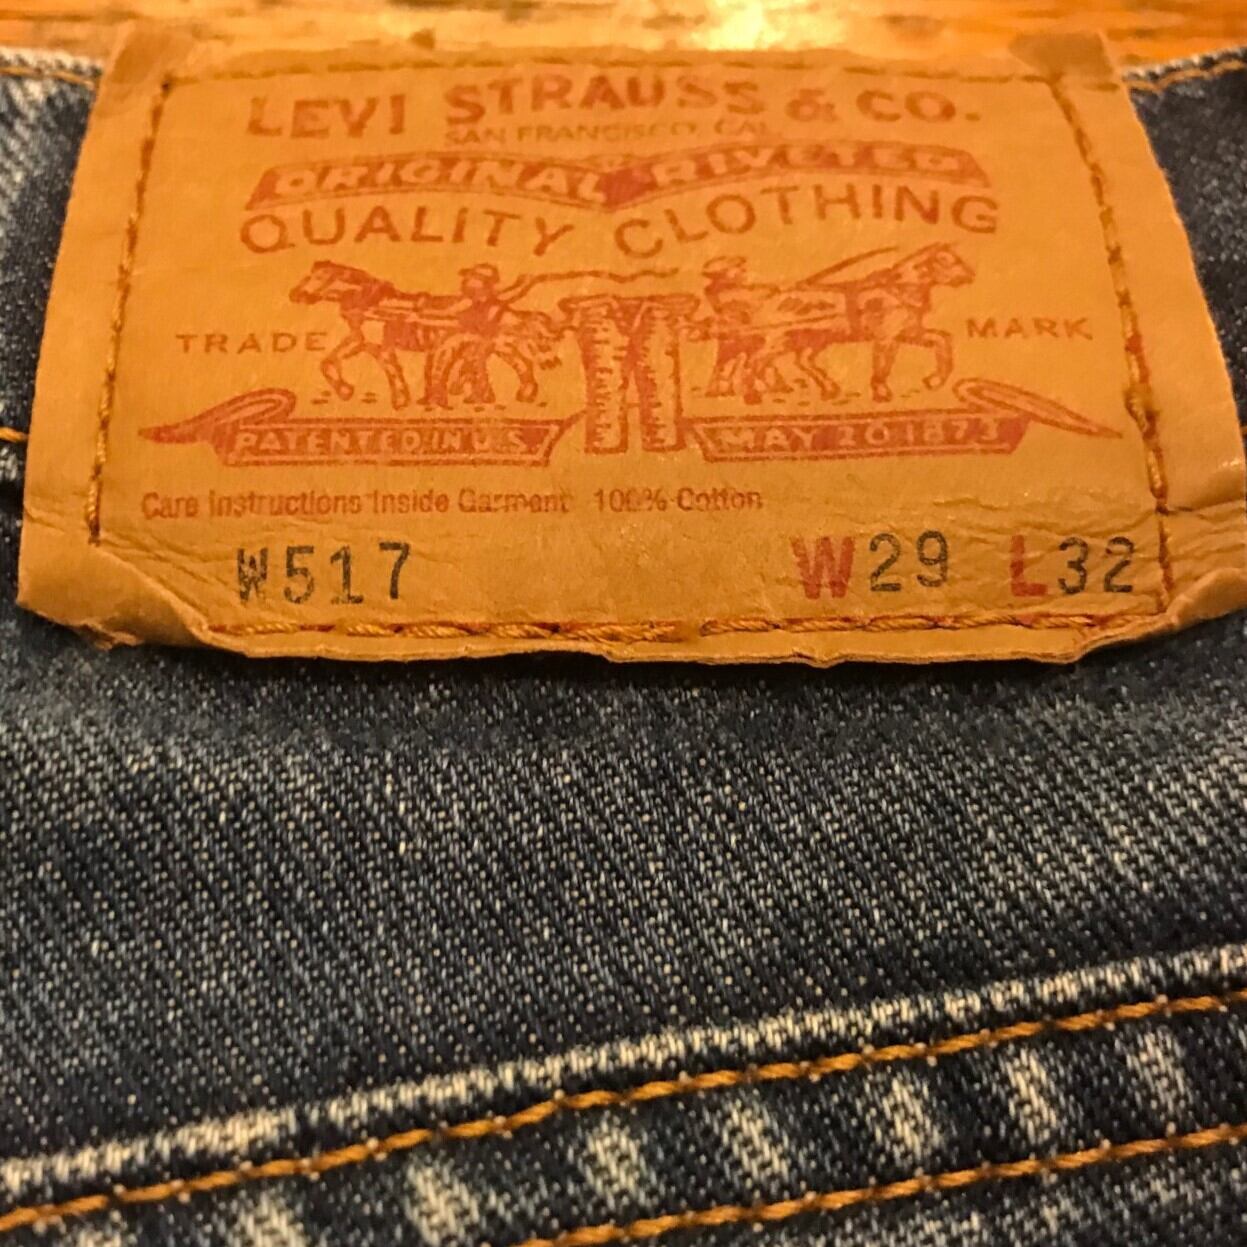 LEVI STRAUSS & CO.
SAN FRANCISCO, CAL.
ORIGINAL RIVETED
QUALITY CLOTHING
TRADE MARK
PATENTED IN U.S. MAY 20 1873
Care Instructions Inside Garment 100% Cotton
W517 W29 L32